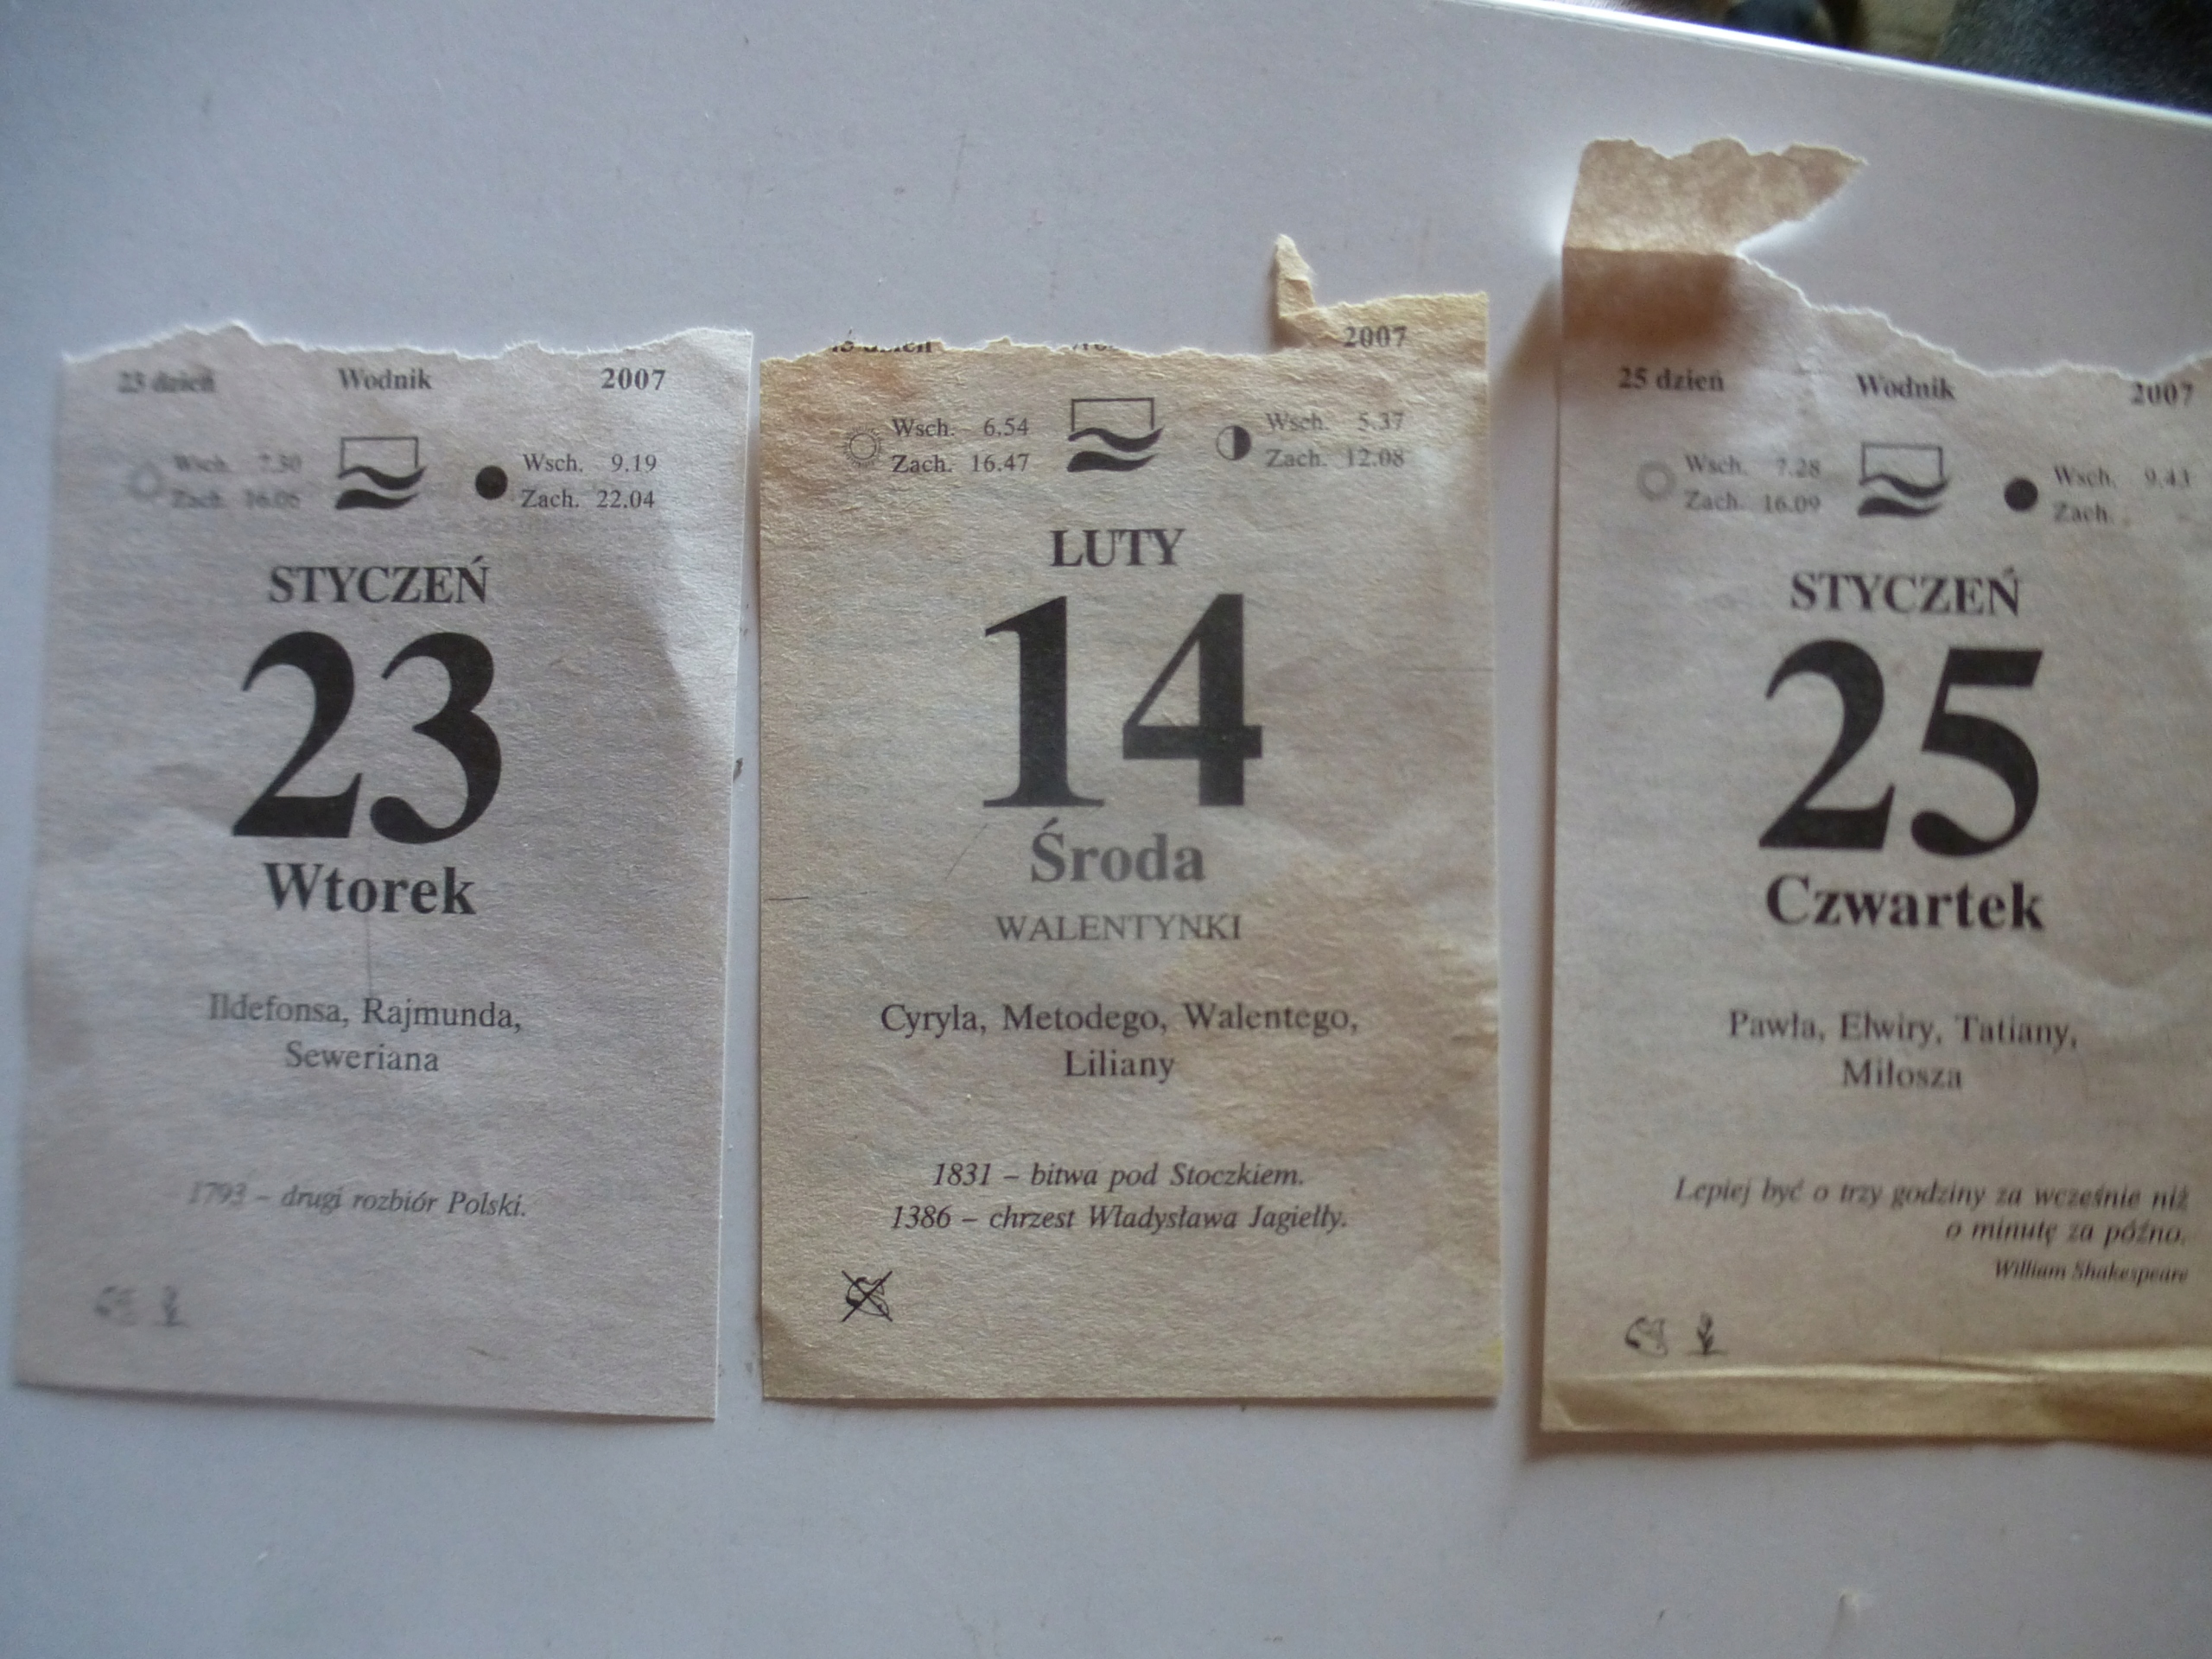 23 dzień Wodnik 2007
Wsch. 7.30
Zach. 16.06
Wsch. 9.19
Zach. 22.04
STYCZEŃ
23
Wtorek
Ildefonsa, Rajmunda,
Seweriana
1793 – drugi rozbiór Polski.
dzień 2007
Wsch. 6.54
Zach. 16.47
Wsch. 5.37
Zach. 12.08
LUTY
14
Środa
WALENTYNKI
Cyryla, Metodego, Walentego,
Liliany
1831 – bitwa pod Stoczkiem.
1386 – chrzest Władysława Jagiełły.
25 dzień Wodnik 2007
Wsch. 7.28
Zach. 16.09
Wsch. 9.43
Zach. –
STYCZEŃ
25
Czwartek
Pawła, Elwiry, Tatiany,
Miłosza
Lepiej być o trzy godziny za wcześnie niż
o minutę za późno.
William Shakespeare